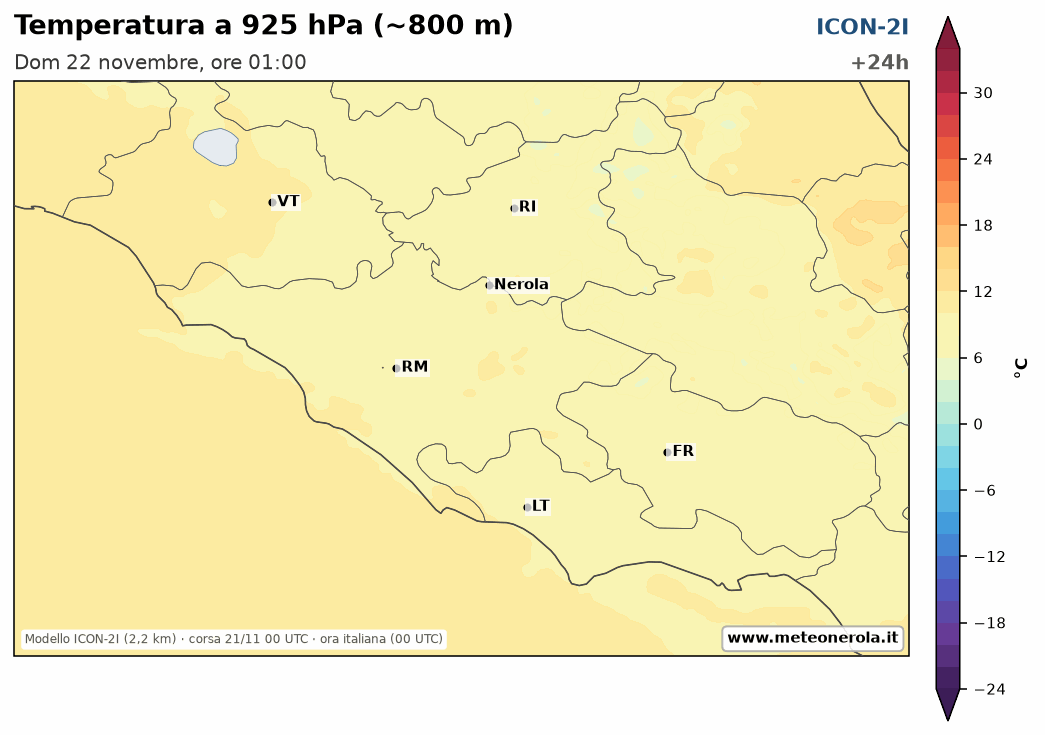 Temperatura a 925 hPa (~800 m)
ICON-2I
Dom 22 novembre, ore 01:00
+24h
VT
RI
Nerola
RM
FR
LT
30
24
18
12
6
0
−6
−12
−18
−24
°C
Modello ICON-2I (2,2 km) · corsa 21/11 00 UTC · ora italiana (00 UTC)
www.meteonerola.it